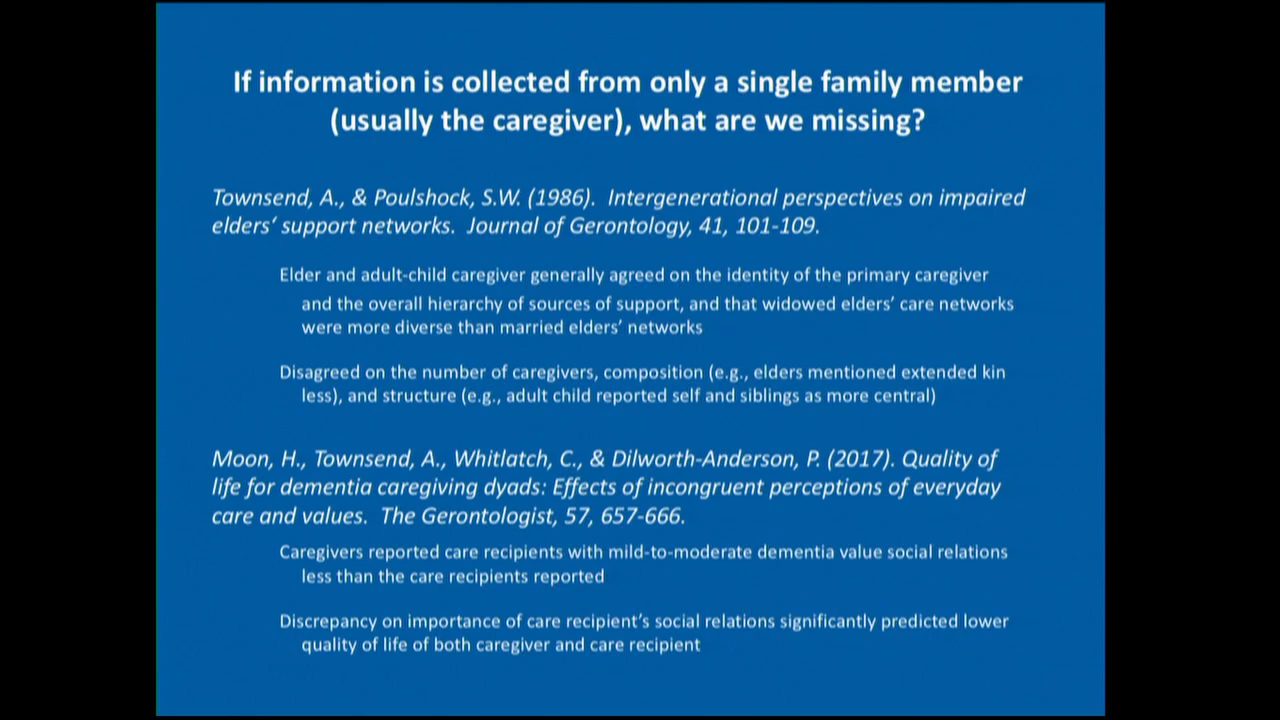 If information is collected from only a single family member
(usually the caregiver), what are we missing?
Townsend, A., & Poulshock, S.W. (1986).  Intergenerational perspectives on impaired
elders‘ support networks.  Journal of Gerontology, 41, 101-109.
Elder and adult-child caregiver generally agreed on the identity of the primary caregiver
and the overall hierarchy of sources of support, and that widowed elders’ care networks
were more diverse than married elders’ networks
Disagreed on the number of caregivers, composition (e.g., elders mentioned extended kin
less), and structure (e.g., adult child reported self and siblings as more central)
Moon, H., Townsend, A., Whitlatch, C., & Dilworth-Anderson, P. (2017). Quality of
life for dementia caregiving dyads: Effects of incongruent perceptions of everyday
care and values.  The Gerontologist, 57, 657-666.
Caregivers reported care recipients with mild-to-moderate dementia value social relations
less than the care recipients reported
Discrepancy on importance of care recipient’s social relations significantly predicted lower
quality of life of both caregiver and care recipient